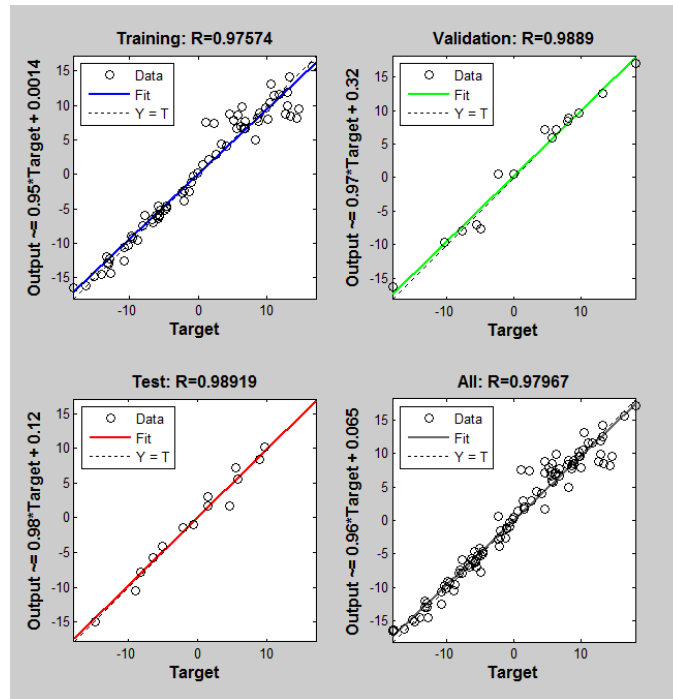 Training: R=0.97574
Output ~= 0.95*Target + 0.0014
15
10
5
0
-5
-10
-15
Data
Fit
Y = T
-10
0
10
Target
Validation: R=0.9889
Output ~= 0.97*Target + 0.32
15
10
5
0
-5
-10
-15
Data
Fit
Y = T
-10
0
10
Target
Test: R=0.98919
Output ~= 0.98*Target + 0.12
15
10
5
0
-5
-10
-15
Data
Fit
Y = T
-10
0
10
Target
All: R=0.97967
Output ~= 0.96*Target + 0.065
15
10
5
0
-5
-10
-15
Data
Fit
Y = T
-10
0
10
Target